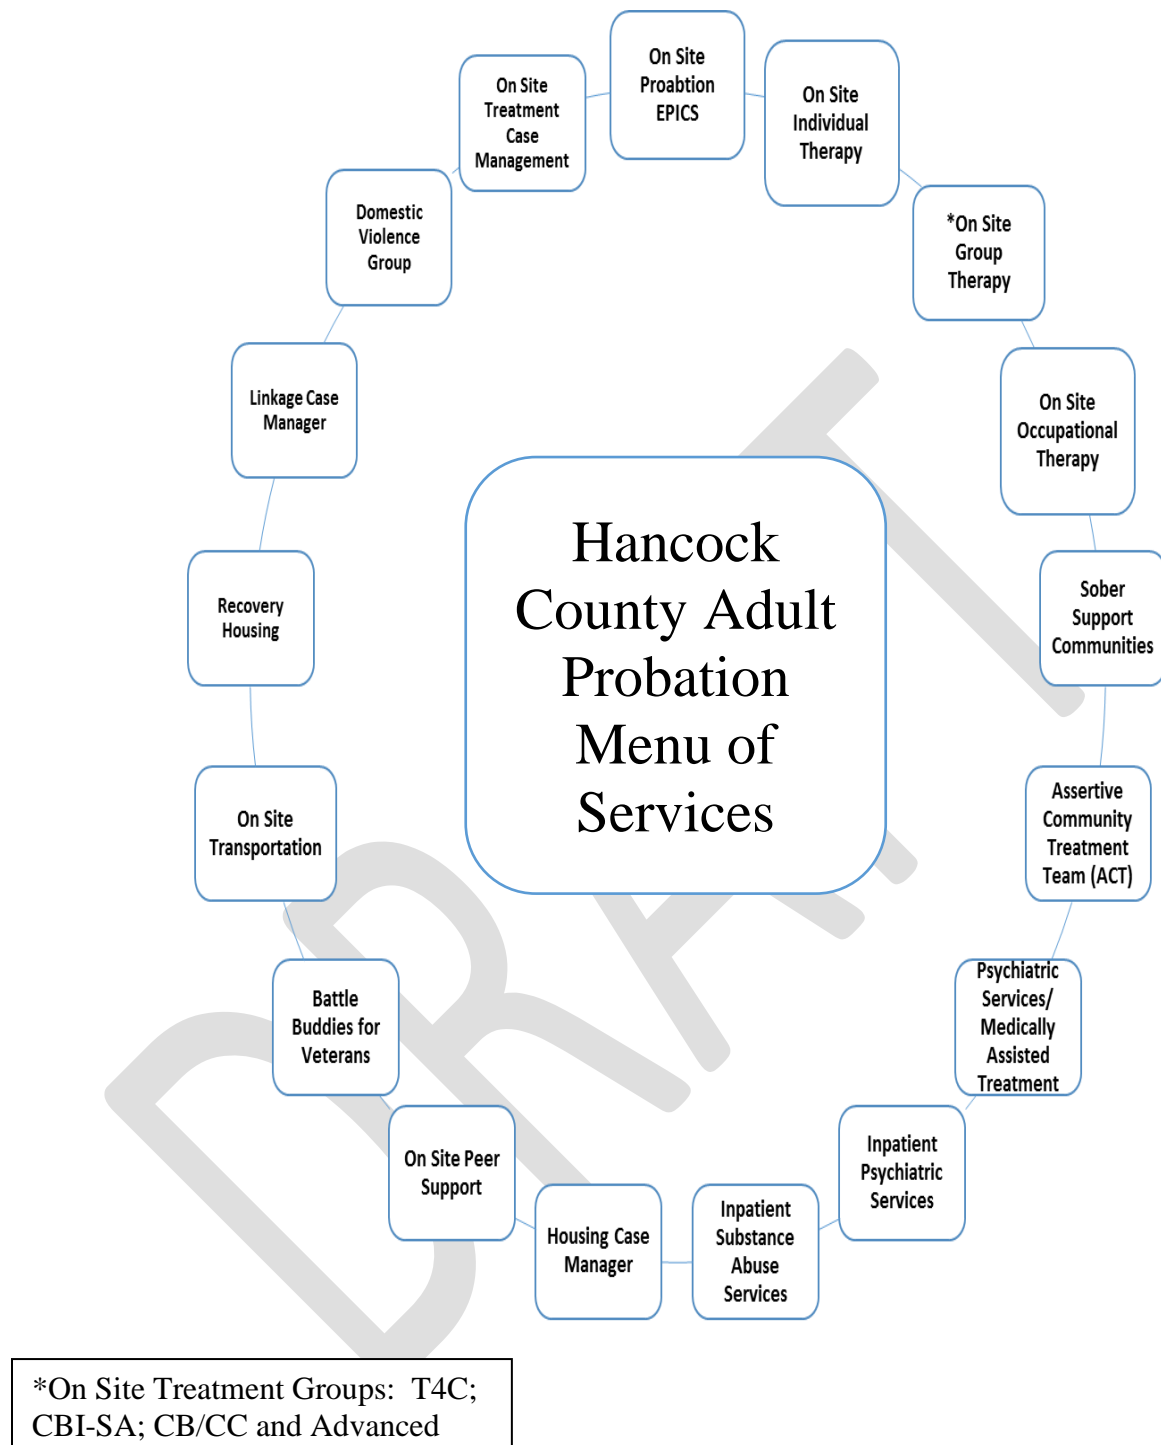 On Site
Proabtion
EPICS
On Site
Individual
Therapy
*On Site
Group
Therapy
On Site
Occupational
Therapy
Sober
Support
Communities
Assertive
Community
Treatment
Team (ACT)
Psychiatric
Services/
Medically
Assisted
Treatment
Inpatient
Psychiatric
Services
Inpatient
Substance
Abuse
Services
Housing Case
Manager
On Site Peer
Support
Battle
Buddies for
Veterans
On Site
Transportation
Recovery
Housing
Linkage Case
Manager
Domestic
Violence
Group
On Site
Treatment
Case
Management
Hancock
County Adult
Probation
Menu of
Services
DRAFT
*On Site Treatment Groups: T4C;
CBI-SA; CB/CC and Advanced